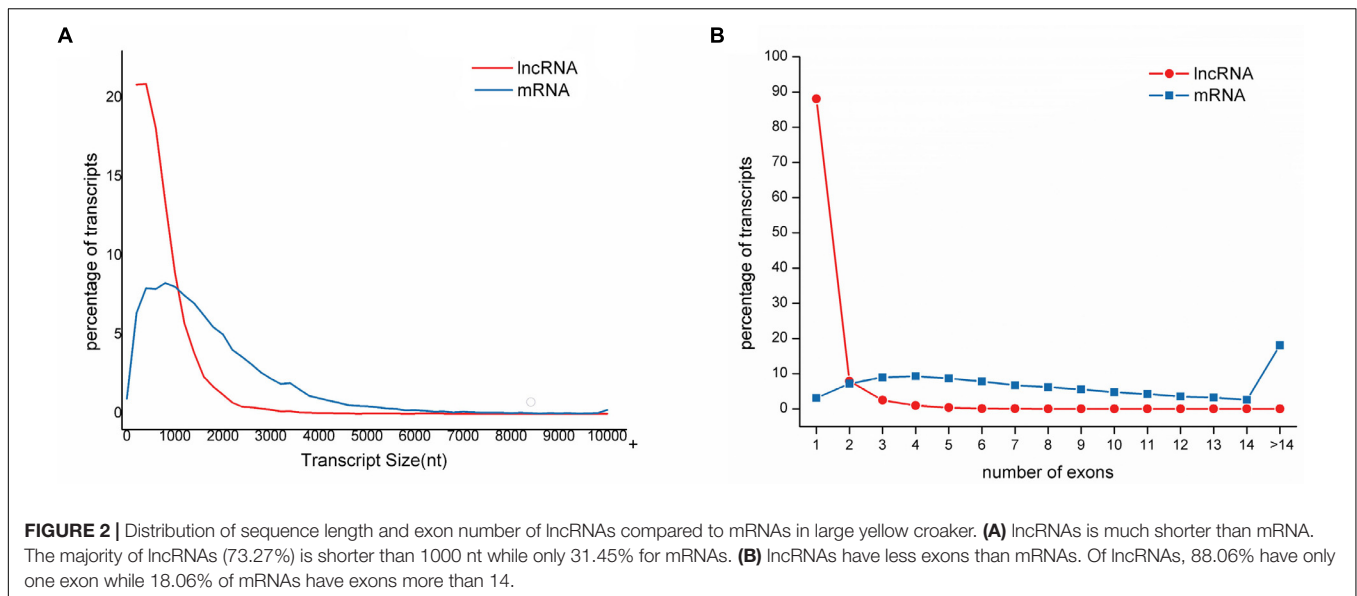 A
lncRNA
mRNA
percentage of transcripts
20
15
10
5
0
0 1000 2000 3000 4000 5000 6000 7000 8000 9000 10000+
Transcript Size(nt)
B
lncRNA
mRNA
percentage of transcripts
100
90
80
70
60
50
40
30
20
10
0
1 2 3 4 5 6 7 8 9 10 11 12 13 14 >14
number of exons
FIGURE 2 | Distribution of sequence length and exon number of lncRNAs compared to mRNAs in large yellow croaker. (A) lncRNAs is much shorter than mRNA.
The majority of lncRNAs (73.27%) is shorter than 1000 nt while only 31.45% for mRNAs. (B) lncRNAs have less exons than mRNAs. Of lncRNAs, 88.06% have only
one exon while 18.06% of mRNAs have exons more than 14.